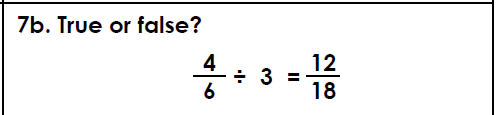 7b. True or false?
4/6 ÷ 3 = 12/18